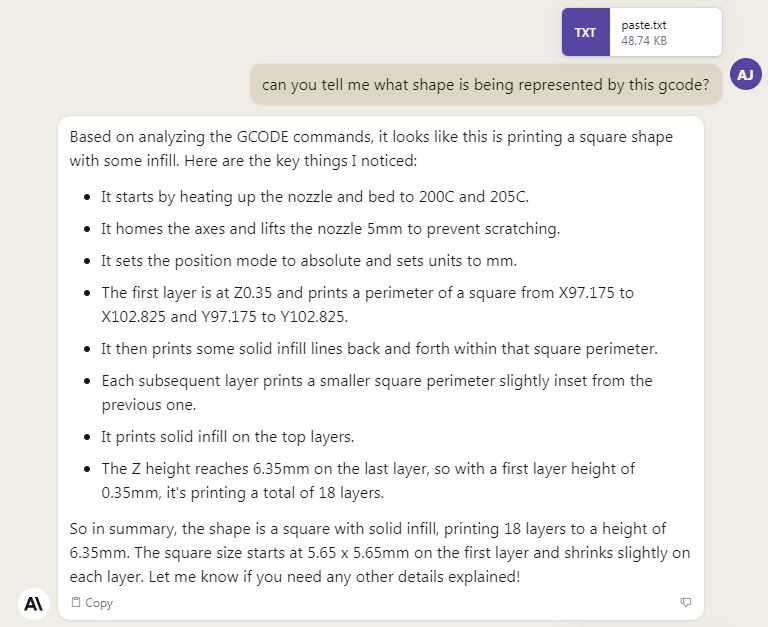 TXT
paste.txt
48.74 KB
can you tell me what shape is being represented by this gcode?
AJ
Based on analyzing the GCODE commands, it looks like this is printing a square shape
with some infill. Here are the key things I noticed:
• It starts by heating up the nozzle and bed to 200C and 205C.
• It homes the axes and lifts the nozzle 5mm to prevent scratching.
• It sets the position mode to absolute and sets units to mm.
• The first layer is at Z0.35 and prints a perimeter of a square from X97.175 to
X102.825 and Y97.175 to Y102.825.
• It then prints some solid infill lines back and forth within that square perimeter.
• Each subsequent layer prints a smaller square perimeter slightly inset from the
previous one.
• It prints solid infill on the top layers.
• The Z height reaches 6.35mm on the last layer, so with a first layer height of
0.35mm, it's printing a total of 18 layers.
So in summary, the shape is a square with solid infill, printing 18 layers to a height of
6.35mm. The square size starts at 5.65 x 5.65mm on the first layer and shrinks slightly on
each layer. Let me know if you need any other details explained!
A\
Copy